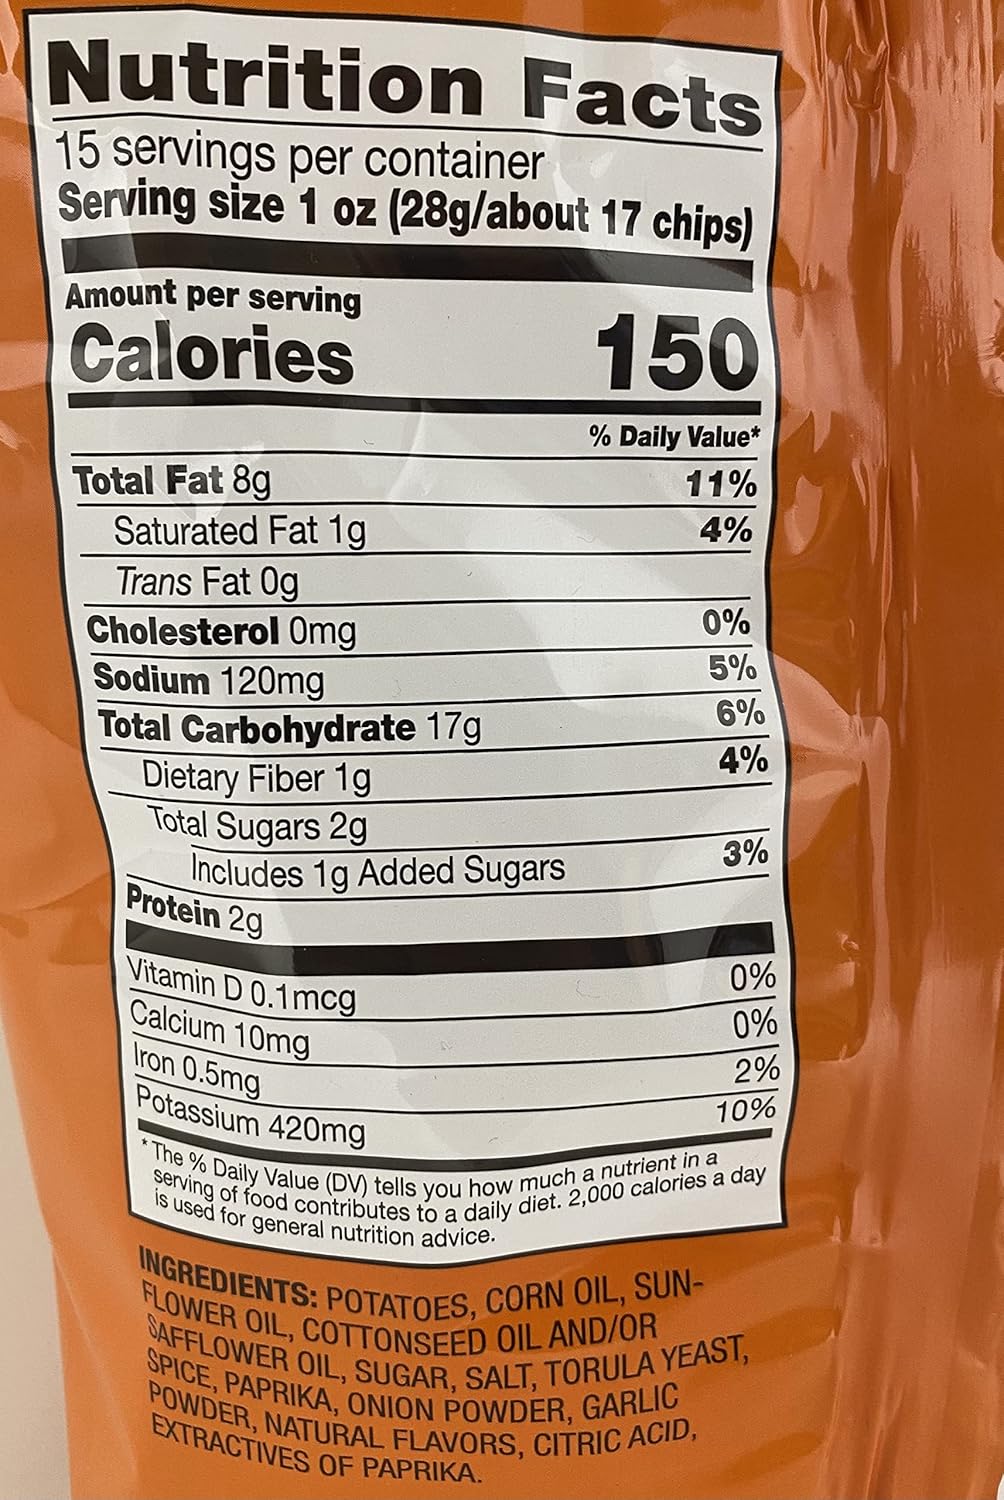 Nutrition Facts
15 servings per container
Serving size 1 oz (28g/about 17 chips)
Amount per serving
Calories 150
% Daily Value*
Total Fat 8g 11%
Saturated Fat 1g 4%
Trans Fat 0g
Cholesterol 0mg 0%
Sodium 120mg 5%
Total Carbohydrate 17g 6%
Dietary Fiber 1g 4%
Total Sugars 2g
Includes 1g Added Sugars 3%
Protein 2g
Vitamin D 0.1mcg 0%
Calcium 10mg 0%
Iron 0.5mg 2%
Potassium 420mg 10%
* The % Daily Value (DV) tells you how much a nutrient in a
serving of food contributes to a daily diet. 2,000 calories a day
is used for general nutrition advice.
INGREDIENTS: POTATOES, CORN OIL, SUN-
FLOWER OIL, COTTONSEED OIL AND/OR
SAFFLOWER OIL, SUGAR, SALT, TORULA YEAST,
SPICE, PAPRIKA, ONION POWDER, GARLIC
POWDER, NATURAL FLAVORS, CITRIC ACID,
EXTRACTIVES OF PAPRIKA.